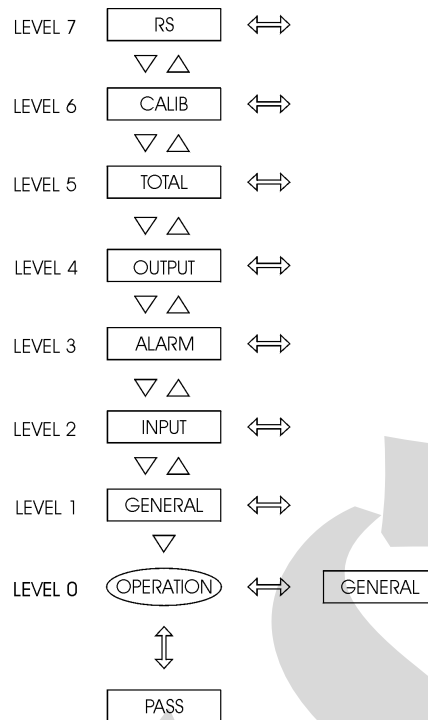 LEVEL 7 RS
LEVEL 6 CALIB
LEVEL 5 TOTAL
LEVEL 4 OUTPUT
LEVEL 3 ALARM
LEVEL 2 INPUT
LEVEL 1 GENERAL
LEVEL 0 OPERATION GENERAL
PASS